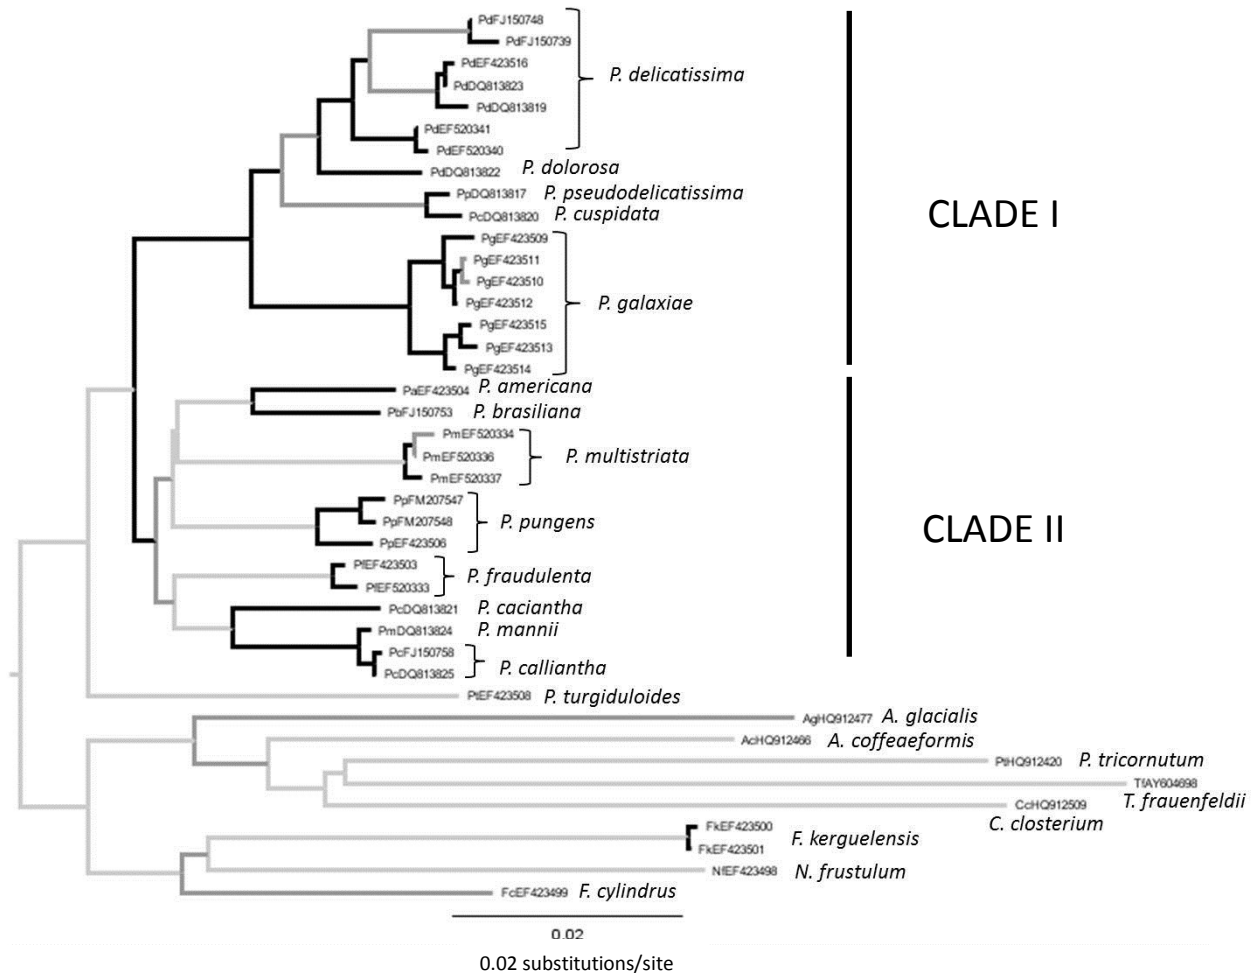 PdFJ150748
PdFJ150739
PdEF423516
P. delicatissima
PdDQ813823
PdDQ813819
PdEF520341
PdEF520340
PdDQ813822 P. dolorosa
PpDQ813817 P. pseudodelicatissima
PcDQ813820 P. cuspidata
CLADE I
PgEF423509
PgEF423511
PgEF423510
PgEF423512 P. galaxiae
PgEF423515
PgEF423513
PgEF423514
PaEF423504 P. americana
PbFJ150753 P. brasiliana
PmEF520334
PmEF520336 P. multistriata
PmEF520337
PpFM207547
PpFM207548 P. pungens
PpEF423506
CLADE II
PfEF423503
P. fraudulenta
PfEF520333
PcDQ813821 P. caciantha
PmDQ813824 P. mannii
PcFJ150758
P. calliantha
PcDQ813825
PtEF423508 P. turgiduloides
AgHQ912477 A. glacialis
AcHQ912466 A. coffeaeformis
PtHQ912420 P. tricornutum
TfAY604698
T. frauenfeldii
CcHQ912509
C. closterium
FkEF423500
F. kerguelensis
FkEF423501
NfEF423498 N. frustulum
FcEF423499 F. cylindrus
0.02
0.02 substitutions/site